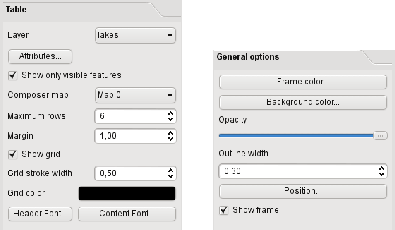 Table
Layer
lakes
Attributes...
Show only visible features
Composer map
Map 0
Maximum rows
6
Margin
1,00
Show grid
Grid stroke width
0,50
Grid color
Header Font...
Content Font...
General options
Frame color...
Background color...
Opacity
Outline width
0.30
Position...
Show frame